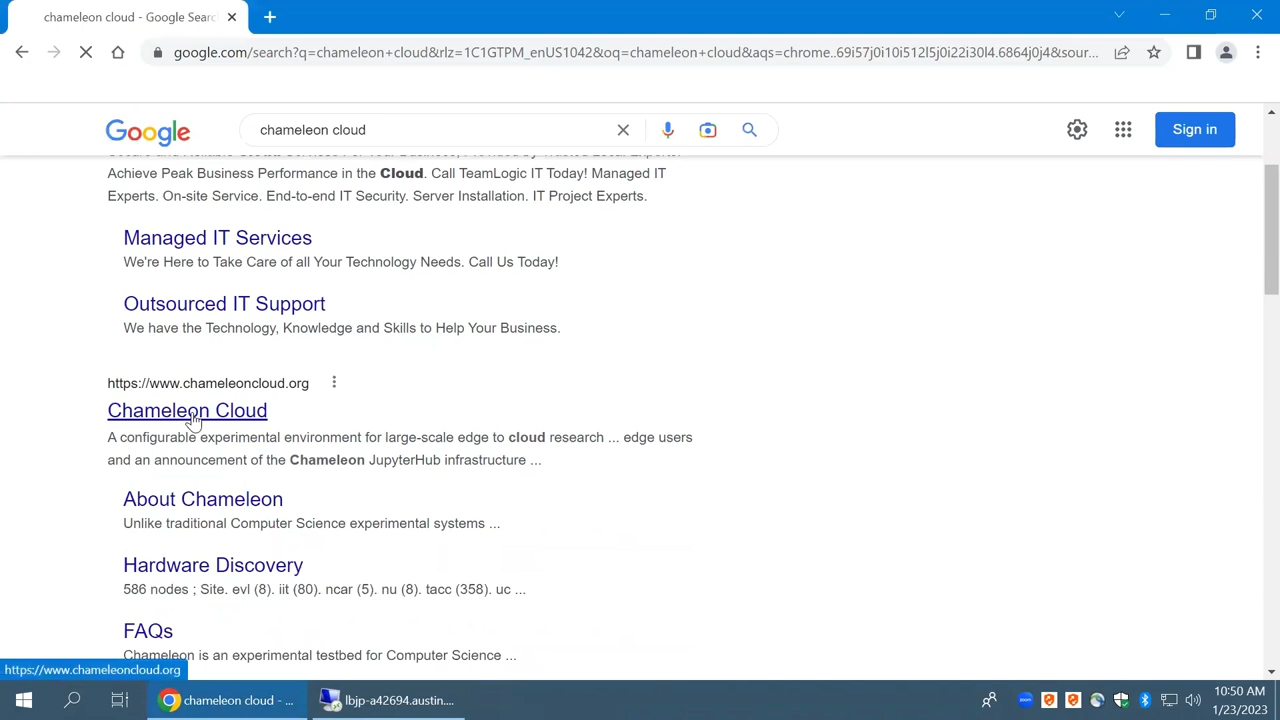 chameleon cloud - Google Searc
google.com/search?q=chameleon+cloud&rlz=1C1GTPM_enUS1042&oq=chameleon+cloud&aqs=chrome..69i57j0i10i512l5j0i22i30l4.6864j0j4&sour...
Google
chameleon cloud
Sign in
Achieve Peak Business Performance in the Cloud. Call TeamLogic IT Today! Managed IT
Experts. On-site Service. End-to-end IT Security. Server Installation. IT Project Experts.
Managed IT Services
We're Here to Take Care of all Your Technology Needs. Call Us Today!
Outsourced IT Support
We have the Technology, Knowledge and Skills to Help Your Business.
https://www.chameleoncloud.org
Chameleon Cloud
A configurable experimental environment for large-scale edge to cloud research ... edge users
and an announcement of the Chameleon JupyterHub infrastructure ...
About Chameleon
Unlike traditional Computer Science experimental systems ...
Hardware Discovery
586 nodes ; Site. evl (8). iit (80). ncar (5). nu (8). tacc (358). uc ...
FAQs
Chameleon is an experimental testbed for Computer Science ...
https://www.chameleoncloud.org
chameleon cloud - ...
lbjp-a42694.austin....
zoom
10:50 AM
1/23/2023